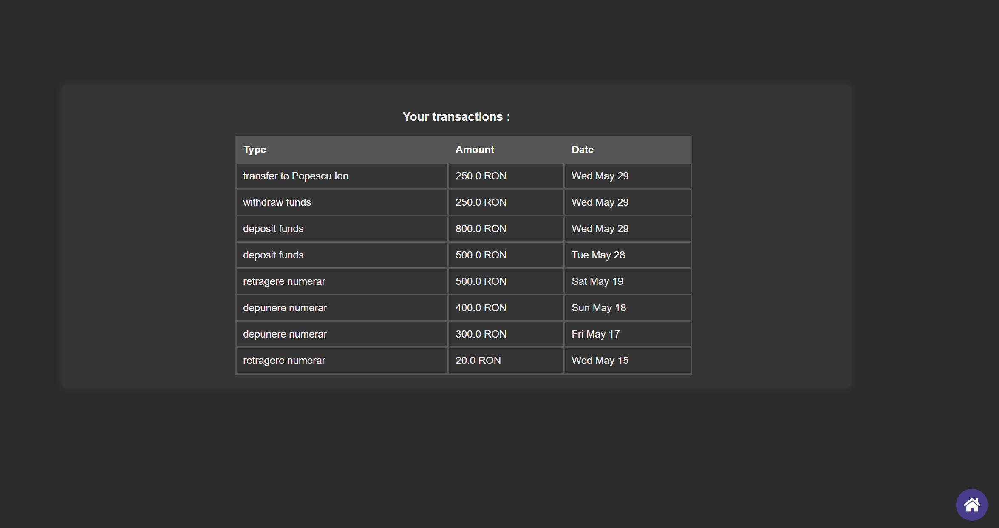 Your transactions :
Type Amount Date
transfer to Popescu Ion 250.0 RON Wed May 29
withdraw funds 250.0 RON Wed May 29
deposit funds 800.0 RON Wed May 29
deposit funds 500.0 RON Tue May 28
retragere numerar 500.0 RON Sat May 19
depunere numerar 400.0 RON Sun May 18
depunere numerar 300.0 RON Fri May 17
retragere numerar 20.0 RON Wed May 15